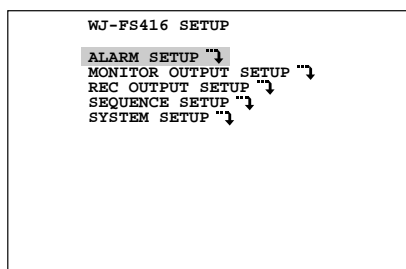 WJ-FS416 SETUP
ALARM SETUP
MONITOR OUTPUT SETUP
REC OUTPUT SETUP
SEQUENCE SETUP
SYSTEM SETUP